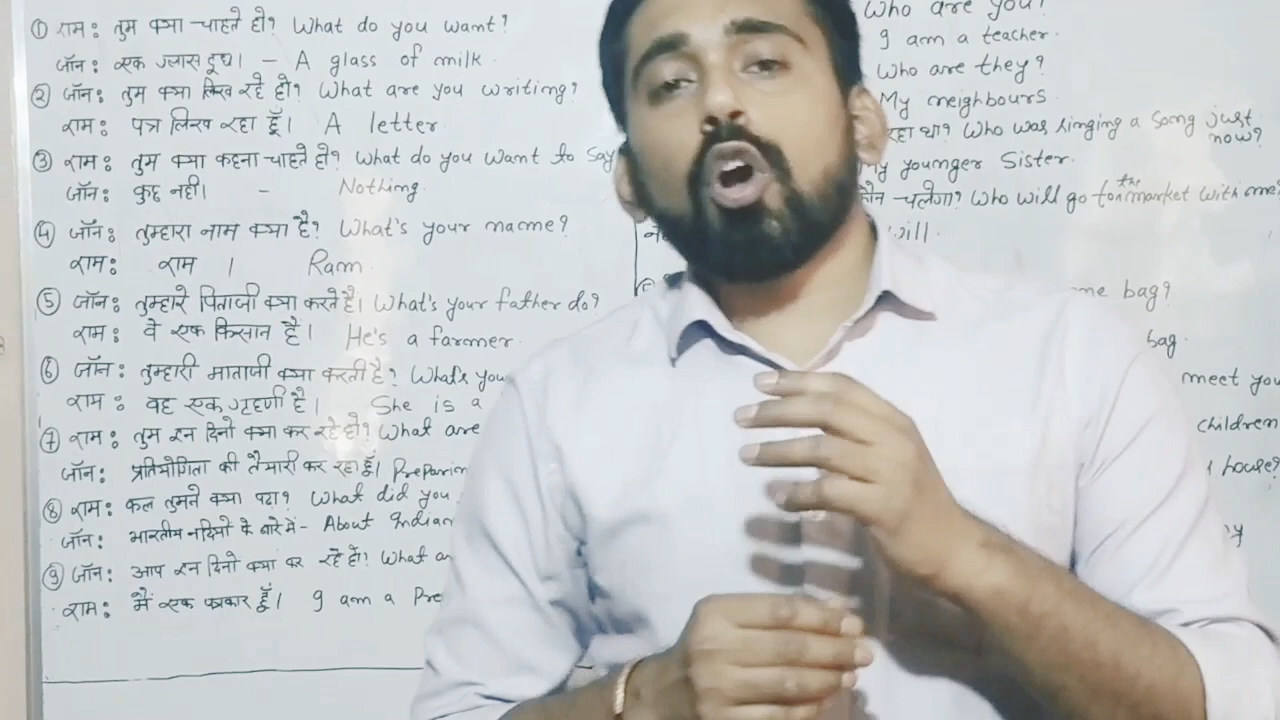 ① राम: तुम क्या चाहते हो? What do you want?
जॉन: एक ग्लास दूध। - A glass of milk.
② जॉन: तुम क्या लिख रहे हो? What are you writing?
राम: पत्र लिख रहा हूँ। A letter.
③ राम: तुम क्या कहना चाहते हो? What do you want to say
जॉन: कुछ नही। - Nothing.
④ जॉन: तुम्हारा नाम क्या है? What's your name?
राम: राम । Ram.
⑤ जॉन: तुम्हारे पिताजी क्या करते है। What's your father do?
राम: वे एक किसान है। He's a farmer.
⑥ जॉन: तुम्हारी माताजी क्या करती है? What's you
राम: वह एक गृहणी है। She is a
⑦ राम: तुम इन दिनो क्या कर रहे हो? What are
जॉन: प्रतियोगिता की तैयारी कर रहा हूँ। Preparin
⑧ राम: कल तुमने क्या पढ़ा? What did you
जॉन: भारतीय नदियो के बारे में - About Indian
⑨ जॉन: आप इन दिनो क्या कर रहे हो? What ar
राम: मैं एक पत्रकार हूँ। I am a Pre
Who are you?
I am a teacher.
Who are they?
My neighbours.
रहा था? Who was singing a song just now?
My younger Sister.
कौन चलेगा? Who will go to the market with me?
will.
me bag?
bag.
meet you
children
house?